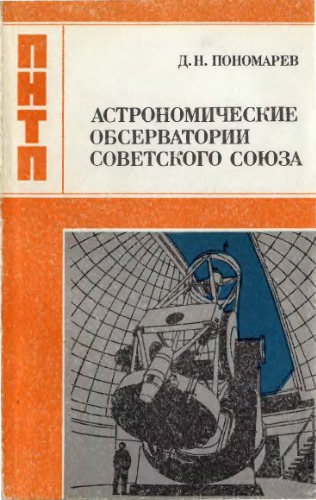 ПНТП
Д. Н. ПОНОМАРЕВ
АСТРОНОМИЧЕСКИЕ
ОБСЕРВАТОРИИ
СОВЕТСКОГО СОЮЗА